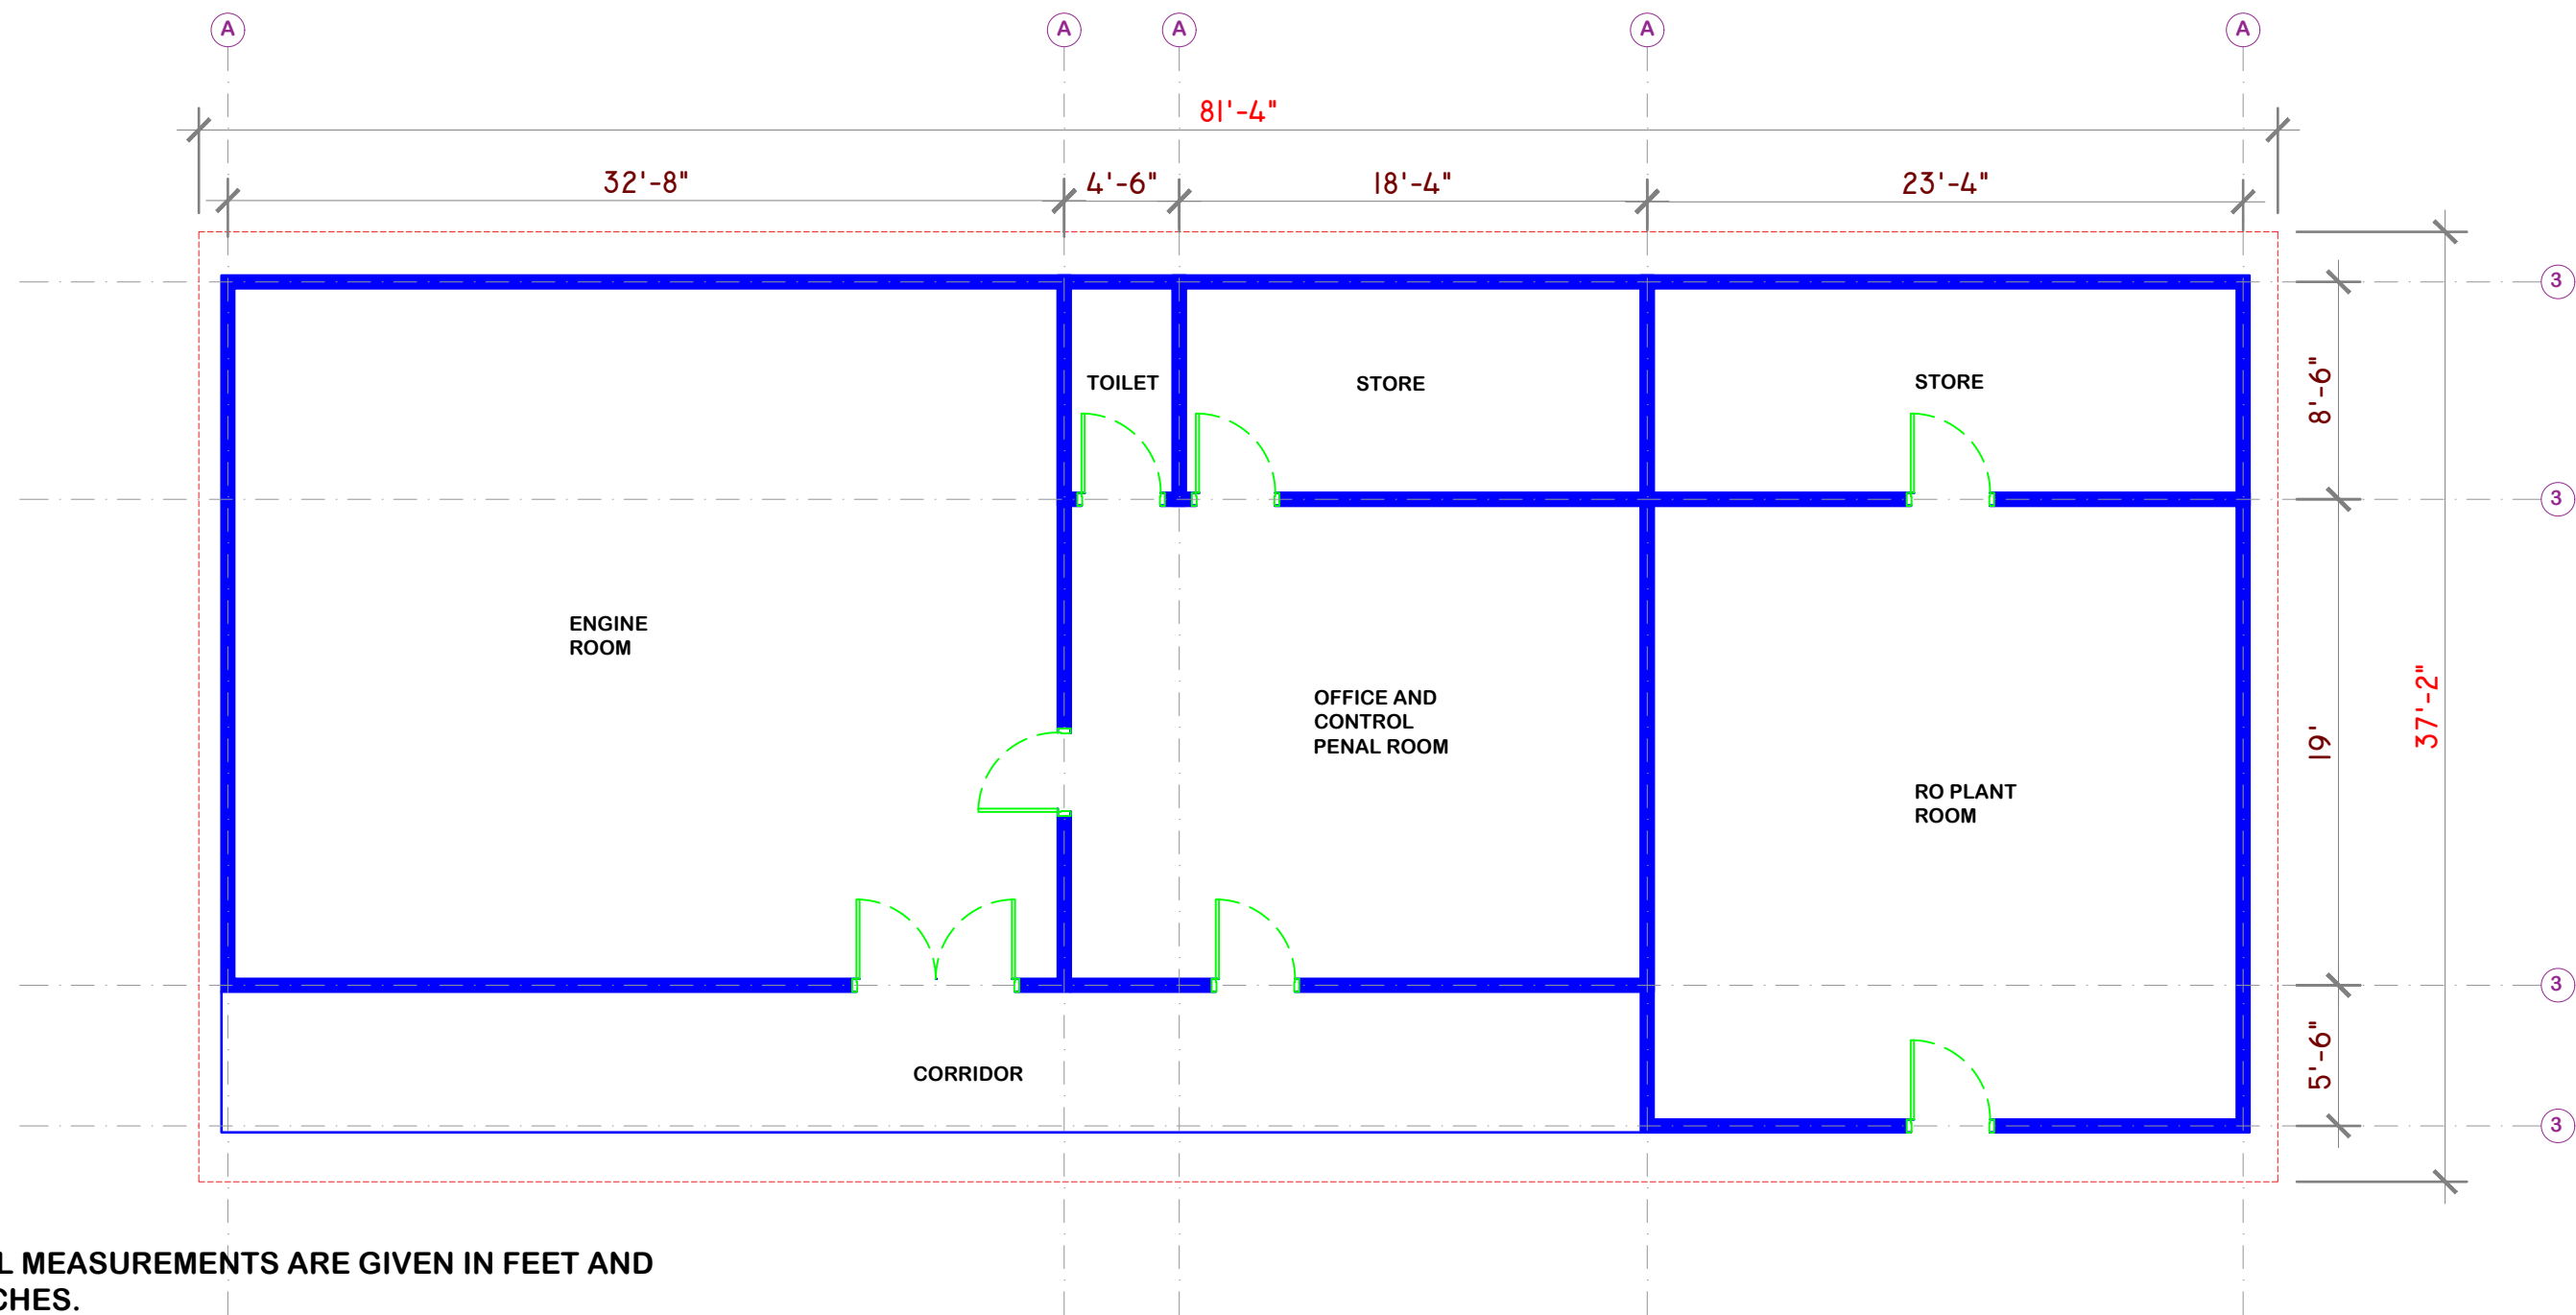 A A A A A
81'-4"
32'-8" 4'-6" 18'-4" 23'-4"
3
8'-6"
TOILET STORE STORE
3
ENGINE
ROOM
OFFICE AND
CONTROL
PENAL ROOM
37'-2"
19'
RO PLANT
ROOM
3
5'-6"
CORRIDOR
3
L MEASUREMENTS ARE GIVEN IN FEET AND
CHES.